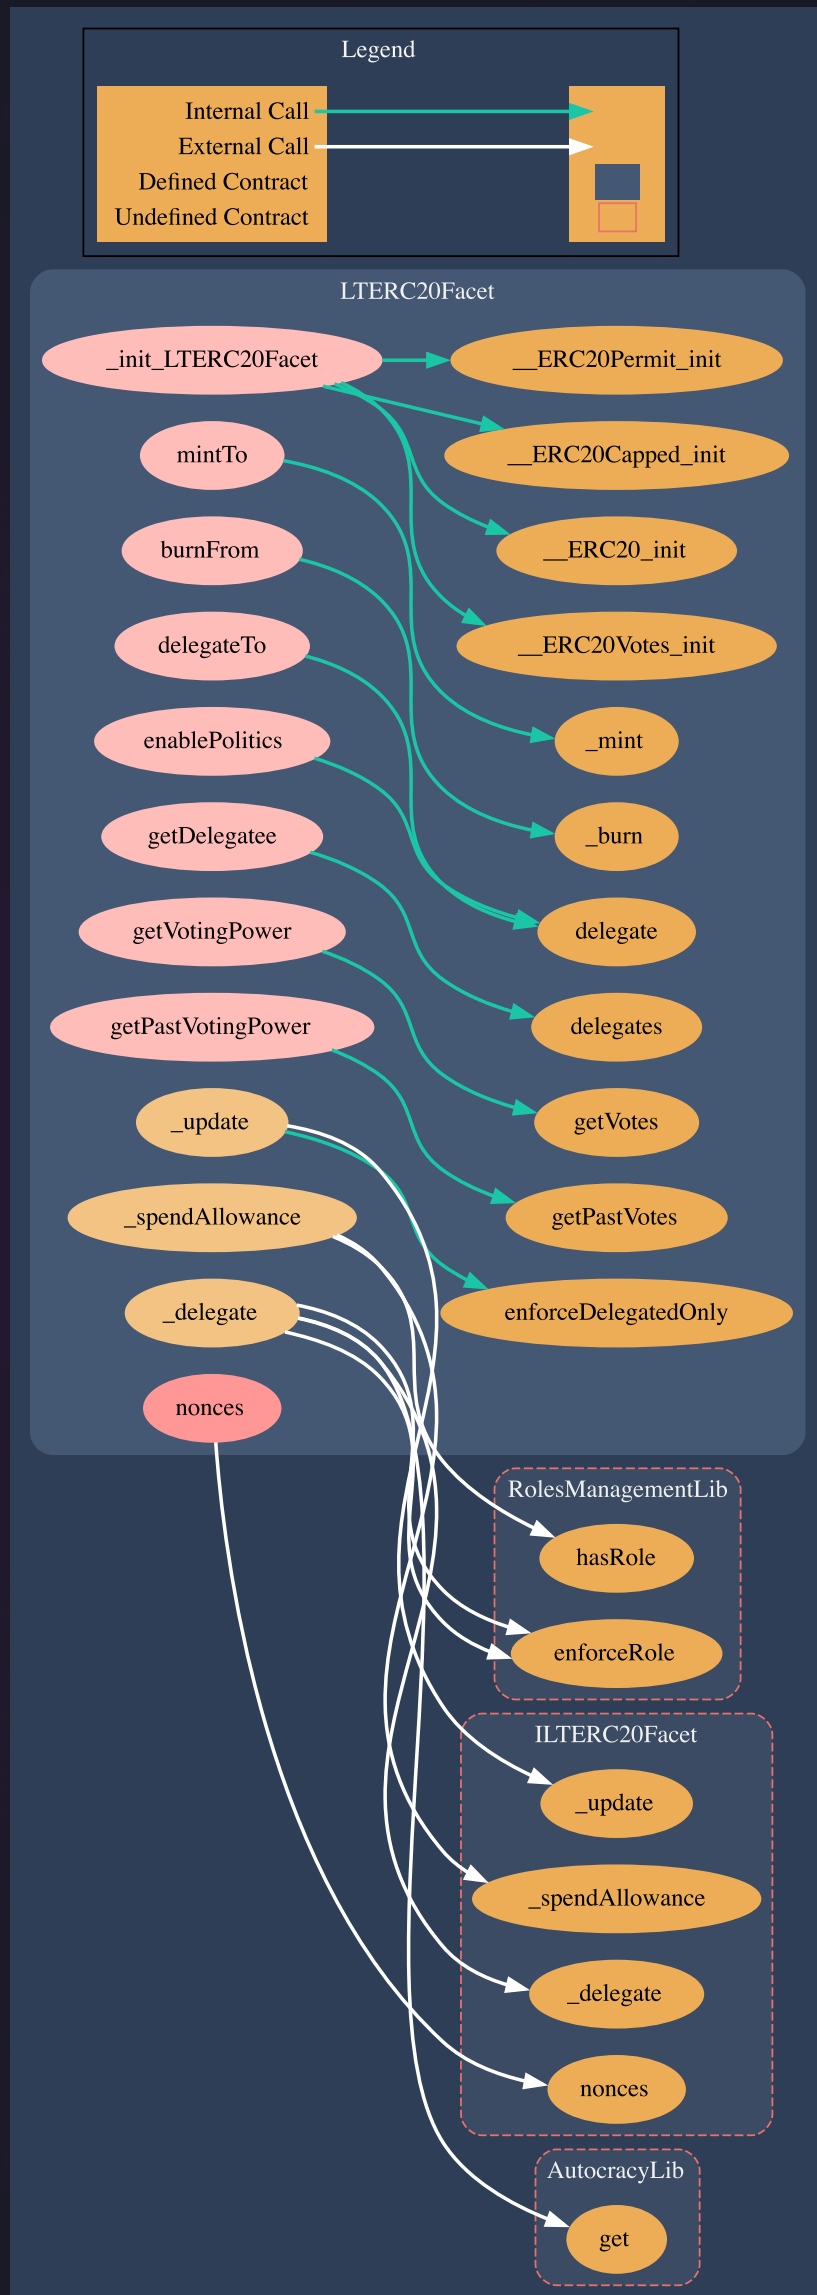 Legend
Internal Call
External Call
Defined Contract
Undefined Contract
LTERC20Facet
_init_LTERC20Facet
__ERC20Permit_init
mintTo
__ERC20Capped_init
burnFrom
__ERC20_init
delegateTo
__ERC20Votes_init
enablePolitics
_mint
getDelegatee
_burn
getVotingPower
delegate
getPastVotingPower
delegates
_update
getVotes
_spendAllowance
getPastVotes
_delegate
enforceDelegatedOnly
nonces
RolesManagementLib
hasRole
enforceRole
ILTERC20Facet
_update
_spendAllowance
_delegate
nonces
AutocracyLib
get